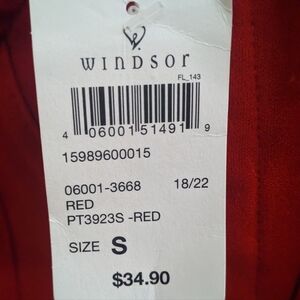 WINDSOR
FL_143
4 06001 51491 9
15989600015
06001-3668 18/22
RED
PT3923S -RED
SIZE S
$34.90